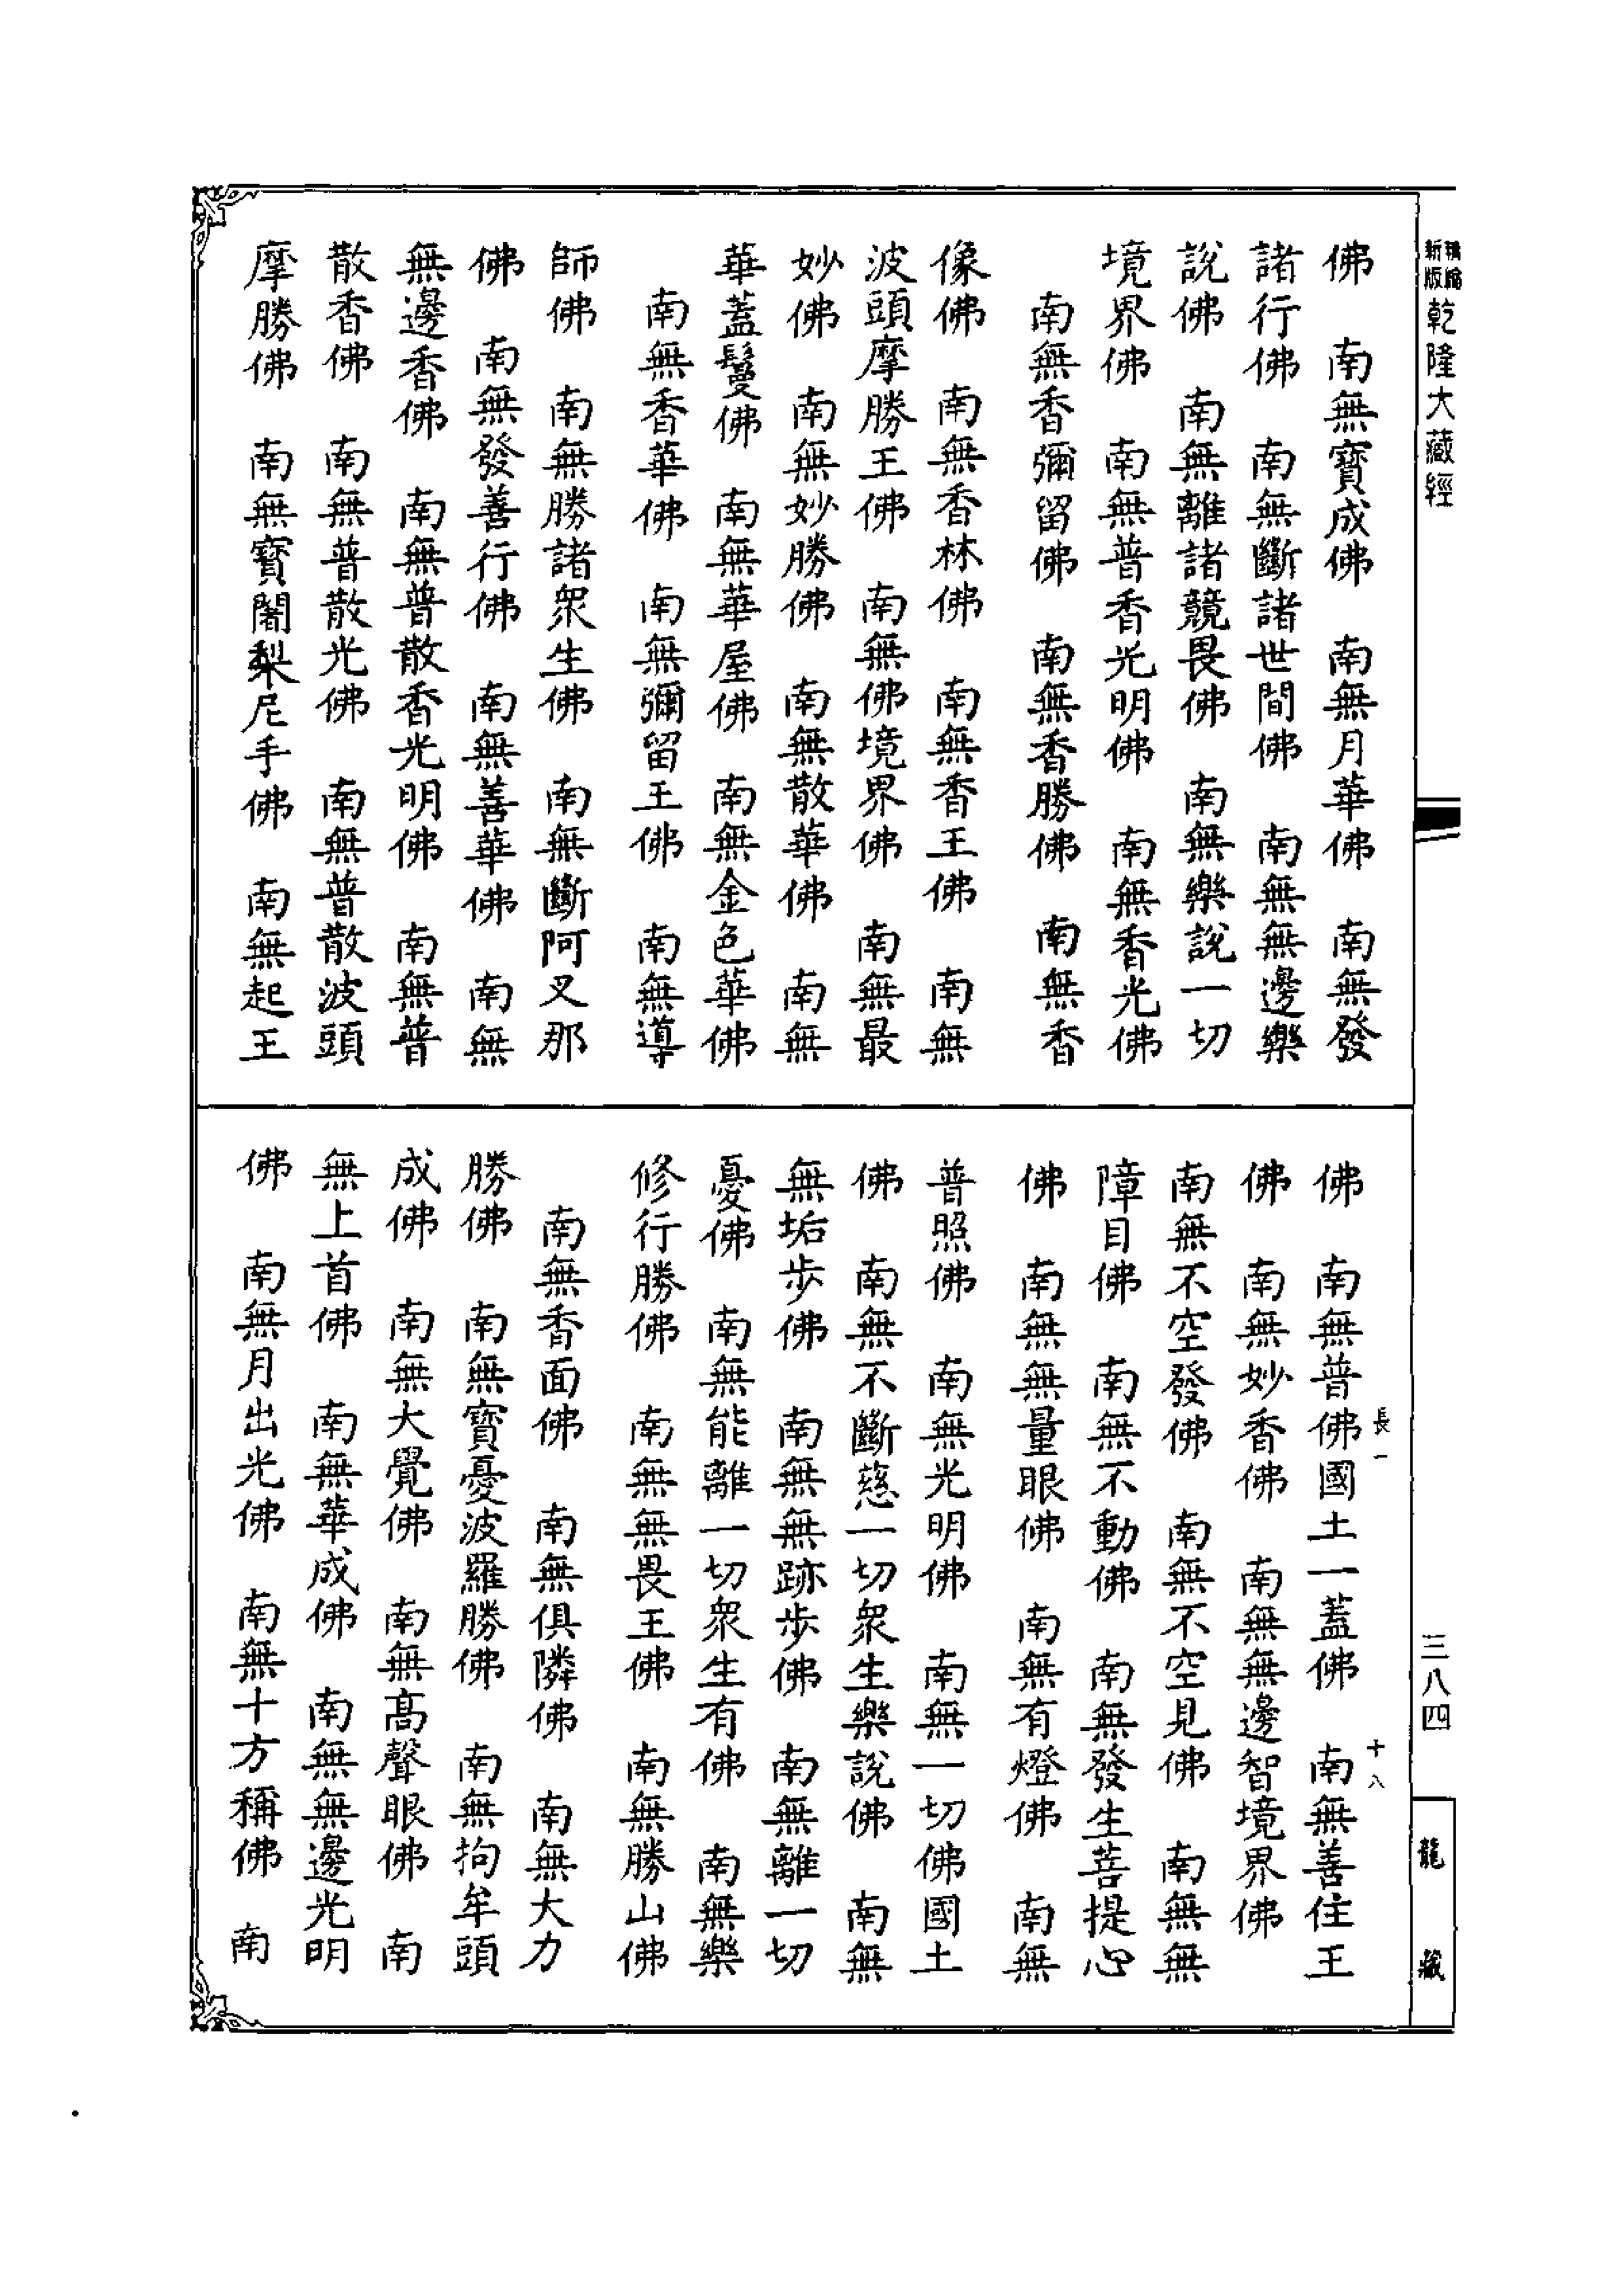 精縮
新版
乾隆大藏經
佛　南無寶成佛　南無月華佛　南無發
諸行佛　南無斷諸世間佛　南無無邊樂
說佛　南無離諸競畏佛　南無樂說一切
境界佛　南無普香光明佛　南無香光佛
南無香彌留佛　南無香勝佛　南無香
像佛　南無香林佛　南無香王佛　南無
波頭摩勝王佛　南無佛境界佛　南無最
妙佛　南無妙勝佛　南無散華佛　南無
華蓋鬘佛　南無華屋佛　南無金色華佛
南無香華佛　南無彌留王佛　南無導
師佛　南無勝諸衆生佛　南無斷阿叉那
佛　南無發善行佛　南無善華佛　南無
無邊香佛　南無普散香光明佛　南無普
散香佛　南無普散光佛　南無普散波頭
摩勝佛　南無寶闍梨尼手佛　南無起王
佛　南無普佛國土一蓋佛　南無善住王
佛　南無妙香佛　南無無邊智境界佛
南無不空發佛　南無不空見佛　南無無
障目佛　南無不動佛　南無發生菩提心
佛　南無無量眼佛　南無有燈佛　南無
普照佛　南無光明佛　南無一切佛國土
佛　南無不斷慈一切衆生樂說佛　南無
無垢步佛　南無無跡步佛　南無離一切
憂佛　南無能離一切衆生有佛　南無樂
修行勝佛　南無無畏王佛　南無勝山佛
南無香面佛　南無俱隣佛　南無大力
勝佛　南無寶憂波羅勝佛　南無拘牟頭
成佛　南無大覺佛　南無高聲眼佛　南
無上首佛　南無華成佛　南無無邊光明
佛　南無月出光佛　南無十方稱佛　南
長一
十八
三八四
龍藏